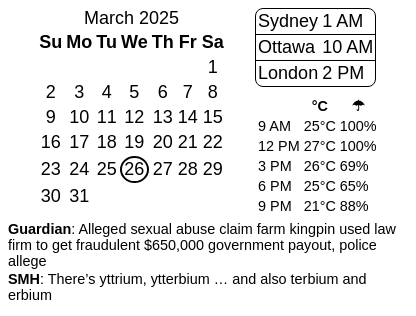 March 2025
Su Mo Tu We Th Fr Sa
1
2 3 4 5 6 7 8
9 10 11 12 13 14 15
16 17 18 19 20 21 22
23 24 25 26 27 28 29
30 31
Sydney 1 AM
Ottawa 10 AM
London 2 PM
°C ☂
9 AM 25°C 100%
12 PM 27°C 100%
3 PM 26°C 69%
6 PM 25°C 65%
9 PM 21°C 88%
Guardian: Alleged sexual abuse claim farm kingpin used law
firm to get fraudulent $650,000 government payout, police
allege
SMH: There’s yttrium, ytterbium … and also terbium and
erbium